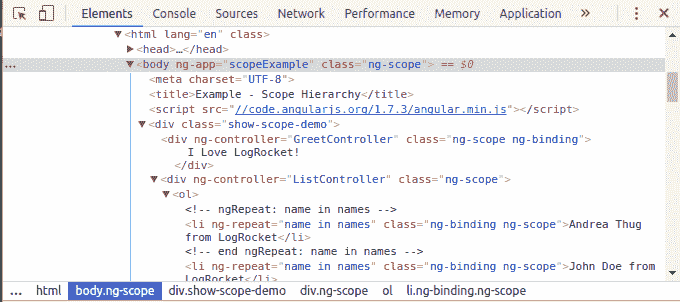 Elements Console Sources Network Performance Memory Application »
<html lang="en" class>
<head>…</head>
… <body ng-app="scopeExample" class="ng-scope"> == $0
<meta charset="UTF-8">
<title>Example - Scope Hierarchy</title>
<script src="//code.angularjs.org/1.7.3/angular.min.js"></script>
<div class="show-scope-demo">
<div ng-controller="GreetController" class="ng-scope ng-binding">
I Love LogRocket!
</div>
<div ng-controller="ListController" class="ng-scope">
<ol>
<!-- ngRepeat: name in names -->
<li ng-repeat="name in names" class="ng-binding ng-scope">Andrea Thug
from LogRocket</li>
<!-- end ngRepeat: name in names -->
<li ng-repeat="name in names" class="ng-binding ng-scope">John Doe from
LogRocket</li>
… html body.ng-scope div.show-scope-demo div.ng-scope ol li.ng-binding.ng-scope